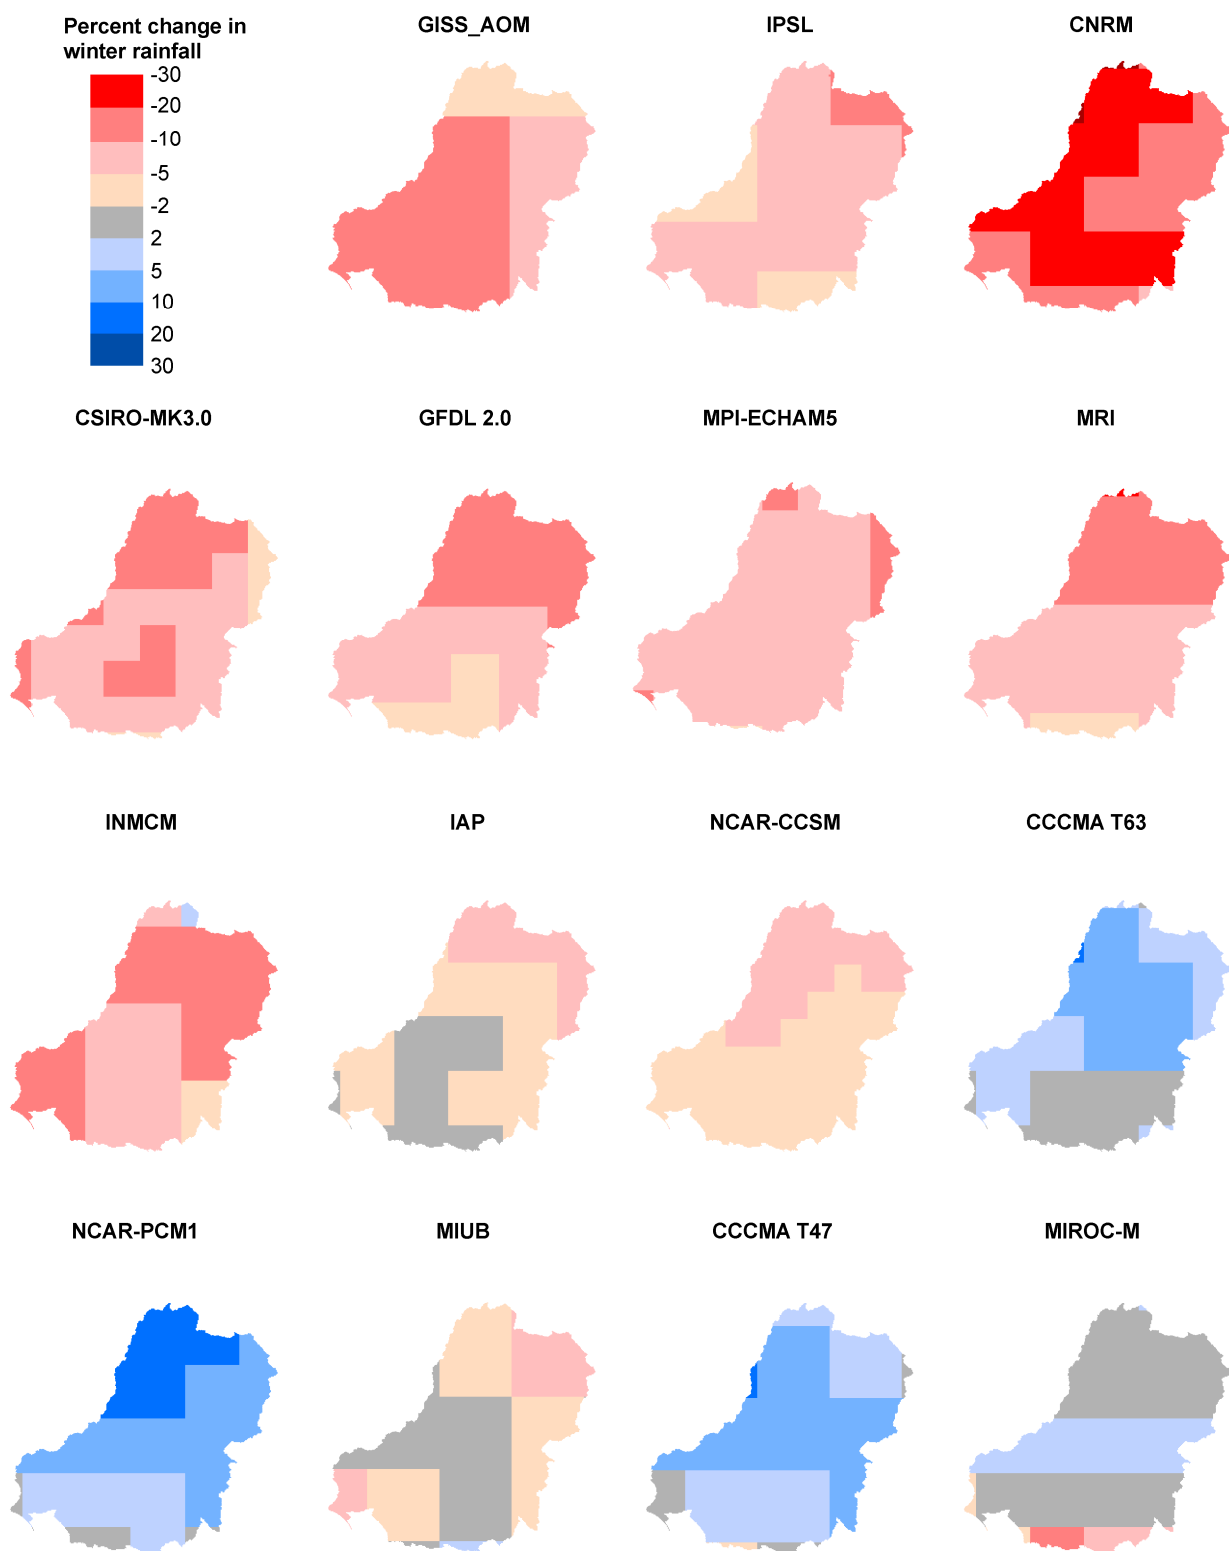 Percent change in
winter rainfall
-30
-20
-10
-5
-2
2
5
10
20
30
GISS_AOM
IPSL
CNRM
CSIRO-MK3.0
GFDL 2.0
MPI-ECHAM5
MRI
INMCM
IAP
NCAR-CCSM
CCCMA T63
NCAR-PCM1
MIUB
CCCMA T47
MIROC-M